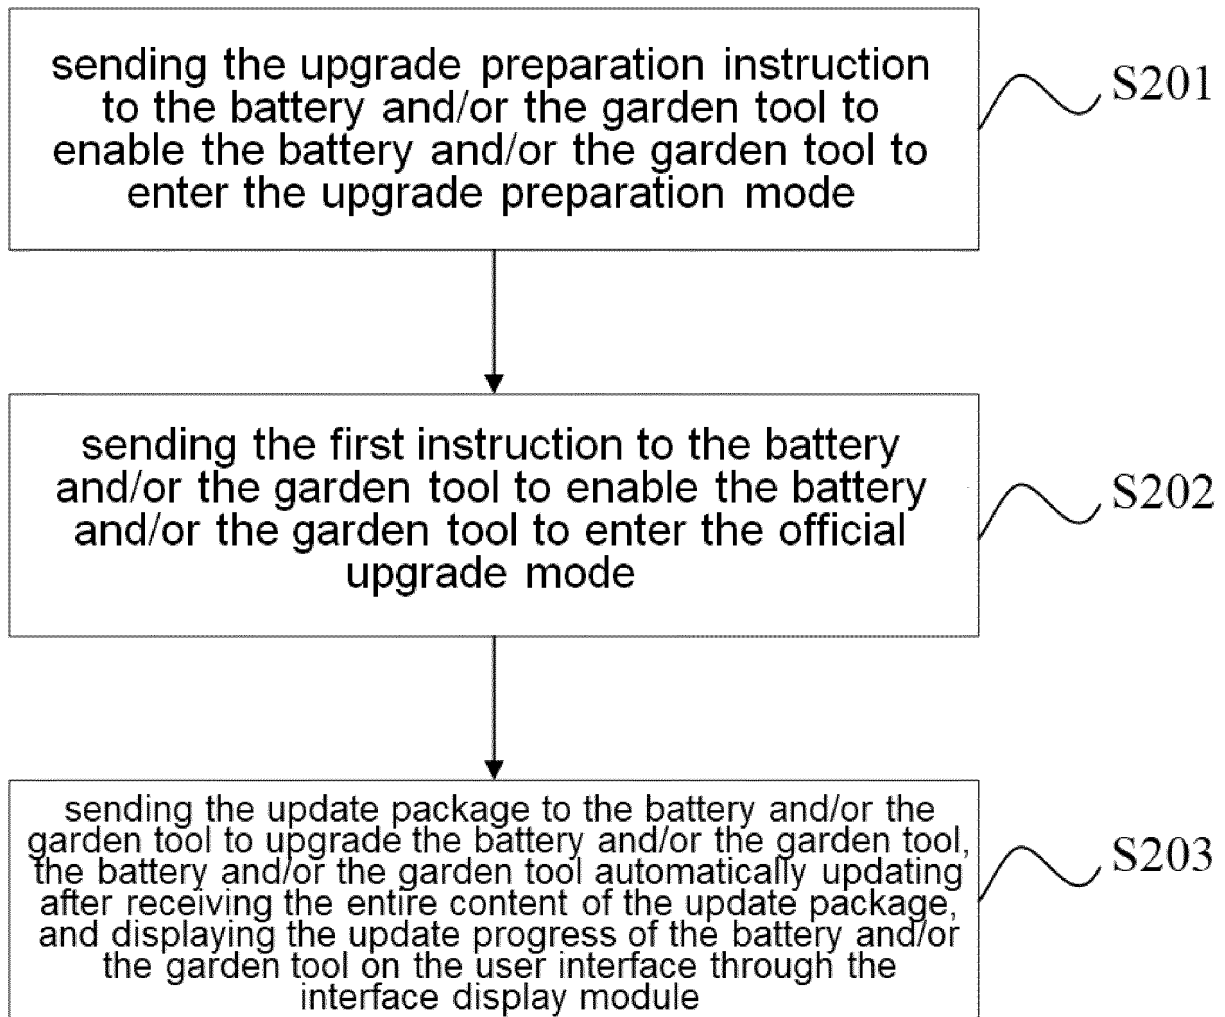 sending the upgrade preparation instruction
to the battery and/or the garden tool to
enable the battery and/or the garden tool to
enter the upgrade preparation mode
S201
sending the first instruction to the battery
and/or the garden tool to enable the battery
and/or the garden tool to enter the official
upgrade mode
S202
sending the update package to the battery and/or the
garden tool to upgrade the battery and/or the garden tool,
the battery and/or the garden tool automatically updating
after receiving the entire content of the update package,
and displaying the update progress of the battery and/or
the garden tool on the user interface through the
interface display module
S203